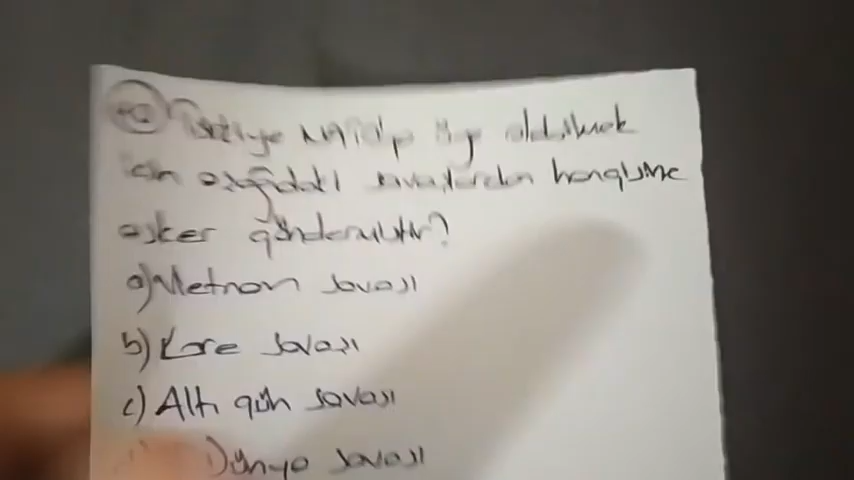 Türkiye NATO'ya üye olabilmek
için aşağıdaki savaşlardan hangisine
asker göndermiştir?
a) Vietnam savaşı
b) Kore savaşı
c) Altı gün savaşı
Dünya savaşı